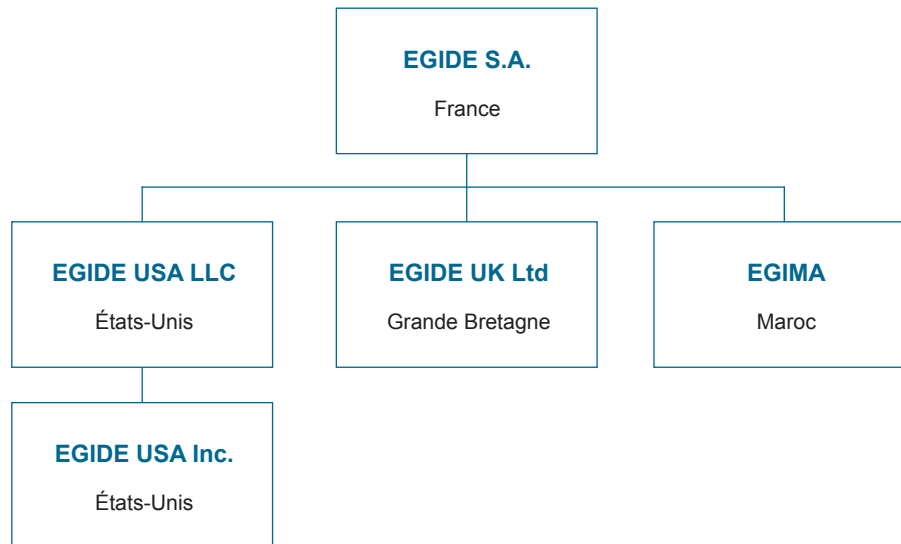 EGIDE S.A.
France
EGIDE USA LLC
États-Unis
EGIDE UK Ltd
Grande Bretagne
EGIMA
Maroc
EGIDE USA Inc.
États-Unis